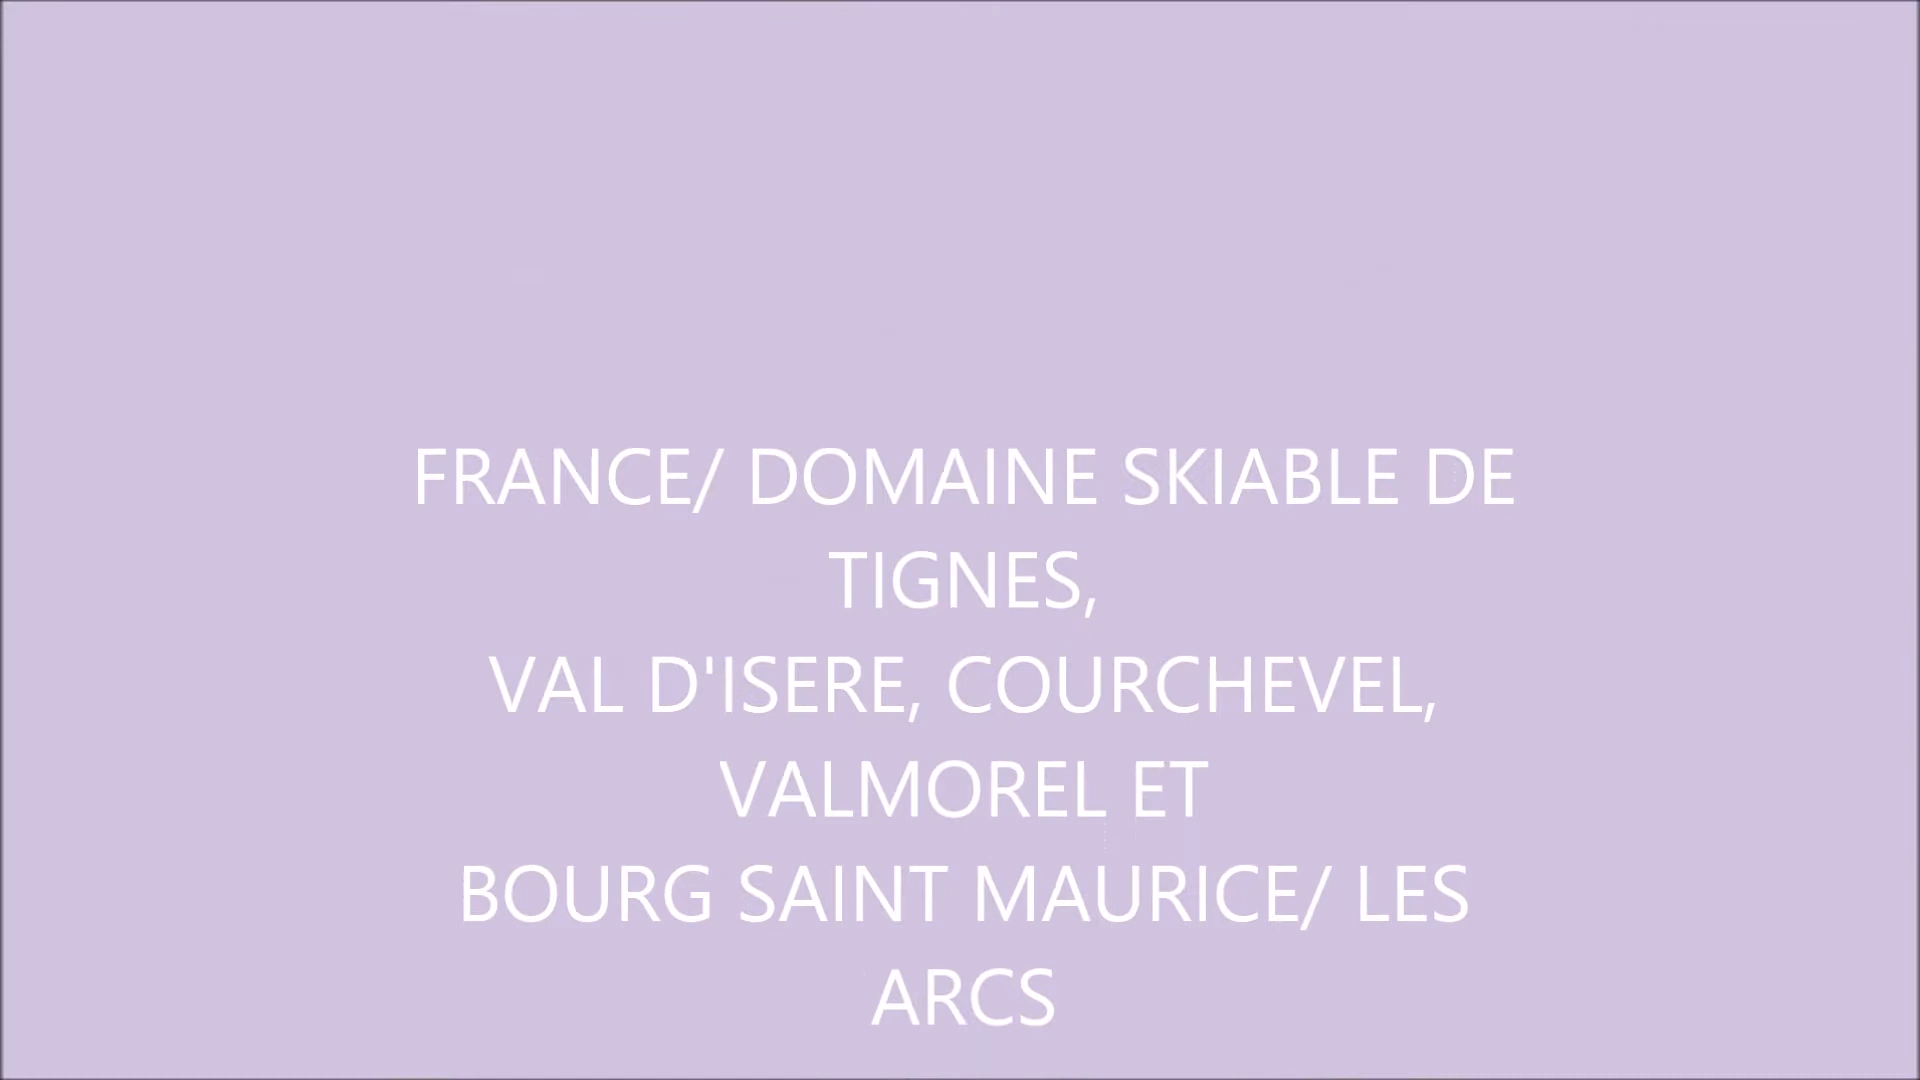 FRANCE/ DOMAINE SKIABLE DE
TIGNES,
VAL D'ISERE, COURCHEVEL,
VALMOREL ET
BOURG SAINT MAURICE/ LES
ARCS